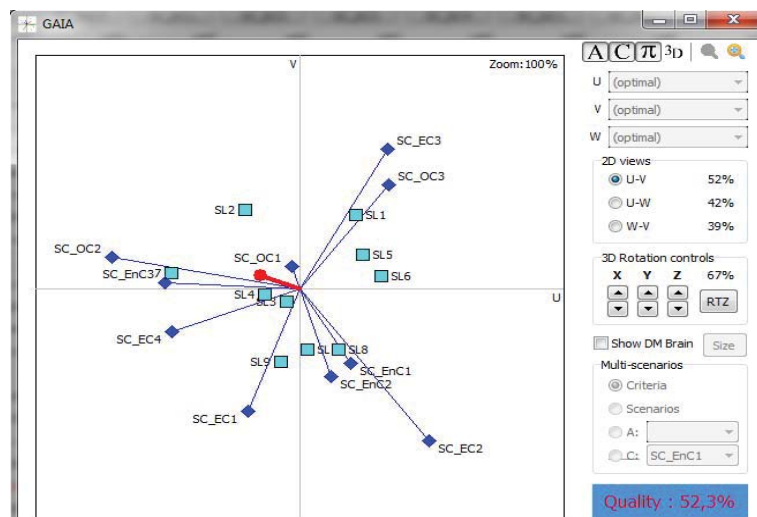 GAIA
V
Zoom:100%
U
SC_EC3
SC_OC3
SL2
SL1
SC_OC2
SC_OC1
SL5
SC_EnC37
SL6
SL4
SL3
SC_EC4
SL
SL8
SL9
SC_EnC1
SC_EnC2
SC_EC1
SC_EC2
A C π 3D
U (optimal)
V (optimal)
W (optimal)
2D views
U-V 52%
U-W 42%
W-V 39%
3D Rotation controls
X Y Z 67%
RTZ
Show DM Brain Size
Multi-scenarios
Criteria
Scenarios
A:
C: SC_EnC1
Quality : 52,3%